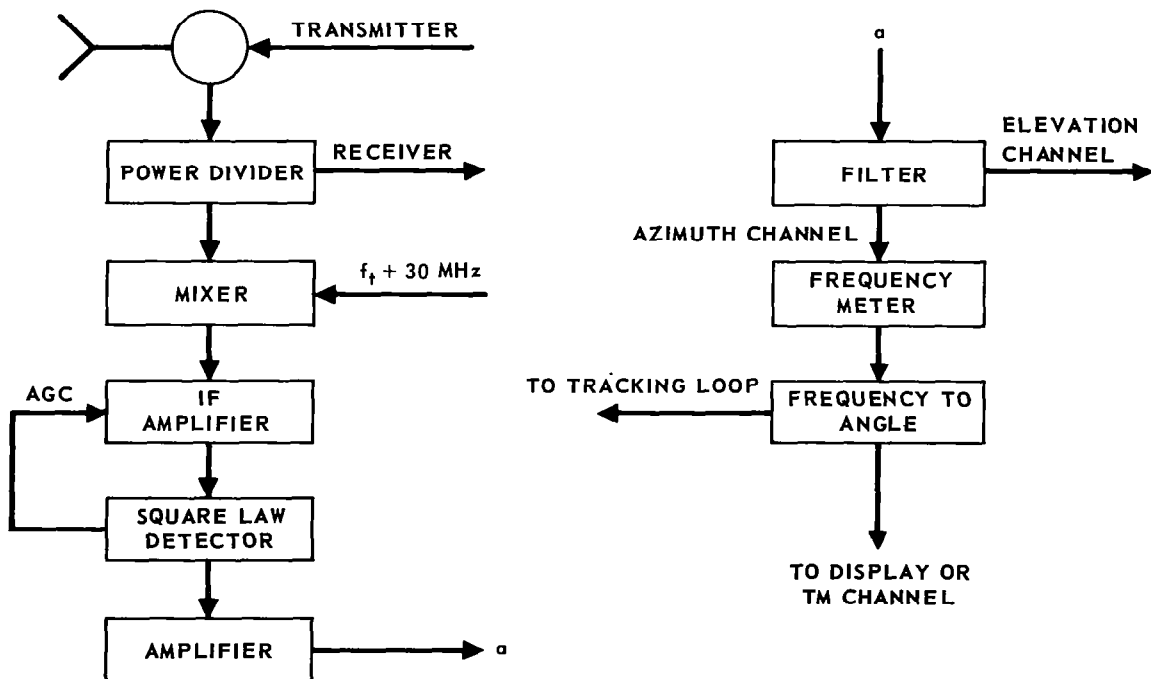 TRANSMITTER
POWER DIVIDER
RECEIVER
MIXER
f_t + 30 MHz
AGC
IF
AMPLIFIER
SQUARE LAW
DETECTOR
AMPLIFIER
a
a
FILTER
ELEVATION
CHANNEL
AZIMUTH CHANNEL
FREQUENCY
METER
TO TRACKING LOOP
FREQUENCY TO
ANGLE
TO DISPLAY OR
TM CHANNEL